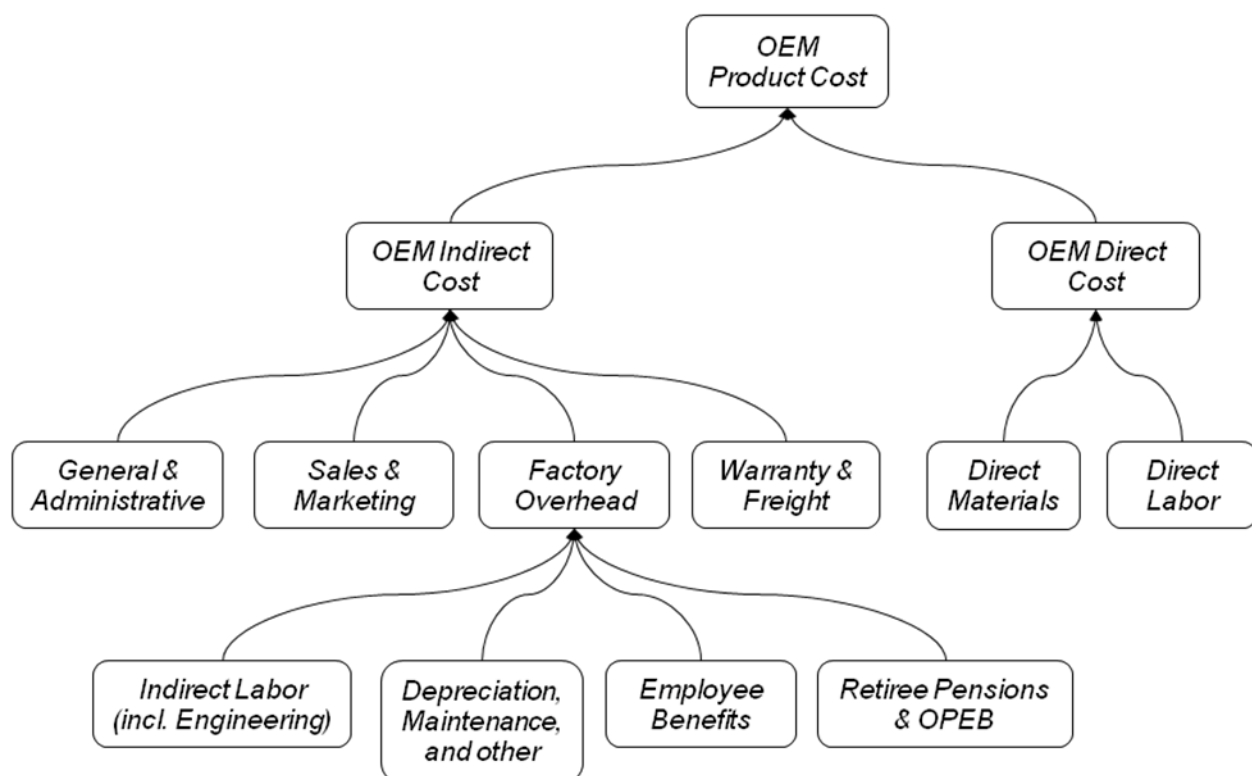 OEM
Product Cost
OEM Indirect
Cost
OEM Direct
Cost
General &
Administrative
Sales &
Marketing
Factory
Overhead
Warranty &
Freight
Direct
Materials
Direct
Labor
Indirect Labor
(incl. Engineering)
Depreciation,
Maintenance,
and other
Employee
Benefits
Retiree Pensions
& OPEB